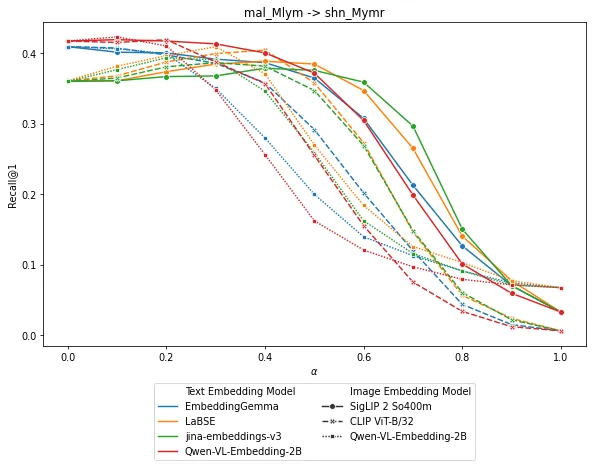 mal_Mlym -> shn_Mymr
Recall@1
0.4
0.3
0.2
0.1
0.0
0.0 0.2 0.4 0.6 0.8 1.0
α
Text Embedding Model
EmbeddingGemma
LaBSE
jina-embeddings-v3
Qwen-VL-Embedding-2B
Image Embedding Model
SigLIP 2 So400m
CLIP ViT-B/32
Qwen-VL-Embedding-2B